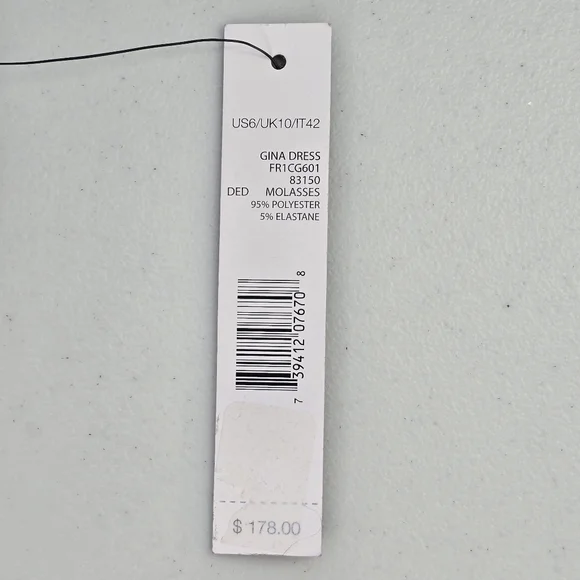 US6/UK10/IT42
GINA DRESS
FR1CG601
83150
DED MOLASSES
95% POLYESTER
5% ELASTANE
7 39412 07670 8
$ 178.00